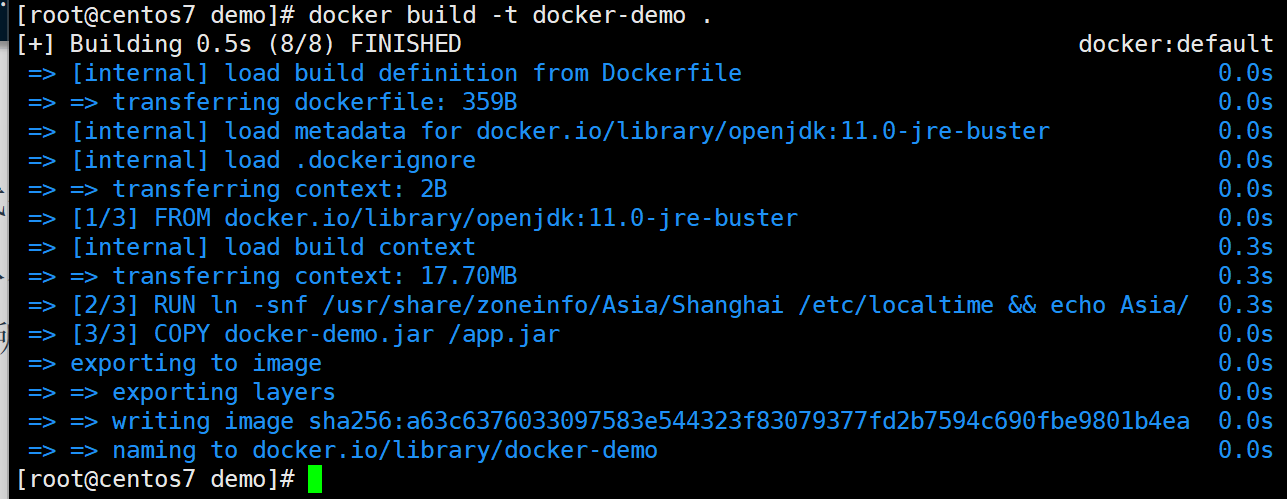 [root@centos7 demo]# docker build -t docker-demo .
[+] Building 0.5s (8/8) FINISHED docker:default
=> [internal] load build definition from Dockerfile 0.0s
=> => transferring dockerfile: 359B 0.0s
=> [internal] load metadata for docker.io/library/openjdk:11.0-jre-buster 0.0s
=> [internal] load .dockerignore 0.0s
=> => transferring context: 2B 0.0s
=> [1/3] FROM docker.io/library/openjdk:11.0-jre-buster 0.0s
=> [internal] load build context 0.3s
=> => transferring context: 17.70MB 0.3s
=> [2/3] RUN ln -snf /usr/share/zoneinfo/Asia/Shanghai /etc/localtime && echo Asia/ 0.3s
=> [3/3] COPY docker-demo.jar /app.jar 0.0s
=> exporting to image 0.0s
=> => exporting layers 0.0s
=> => writing image sha256:a63c6376033097583e544323f83079377fd2b7594c690fbe9801b4ea 0.0s
=> => naming to docker.io/library/docker-demo 0.0s
[root@centos7 demo]#